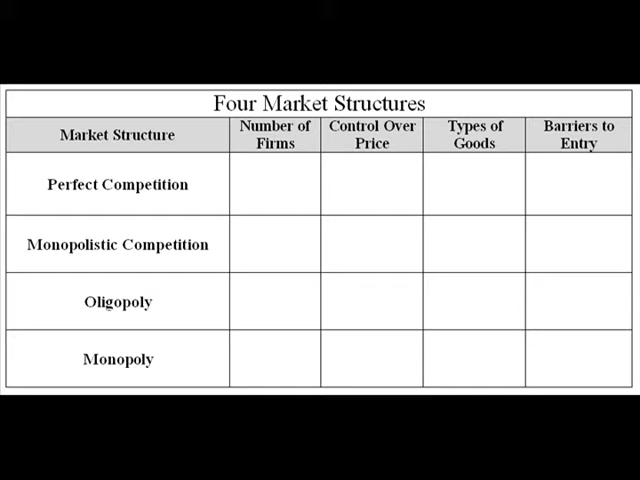 Four Market Structures
Market Structure
Number of
Firms
Control Over
Price
Types of
Goods
Barriers to
Entry
Perfect Competition
Monopolistic Competition
Oligopoly
Monopoly